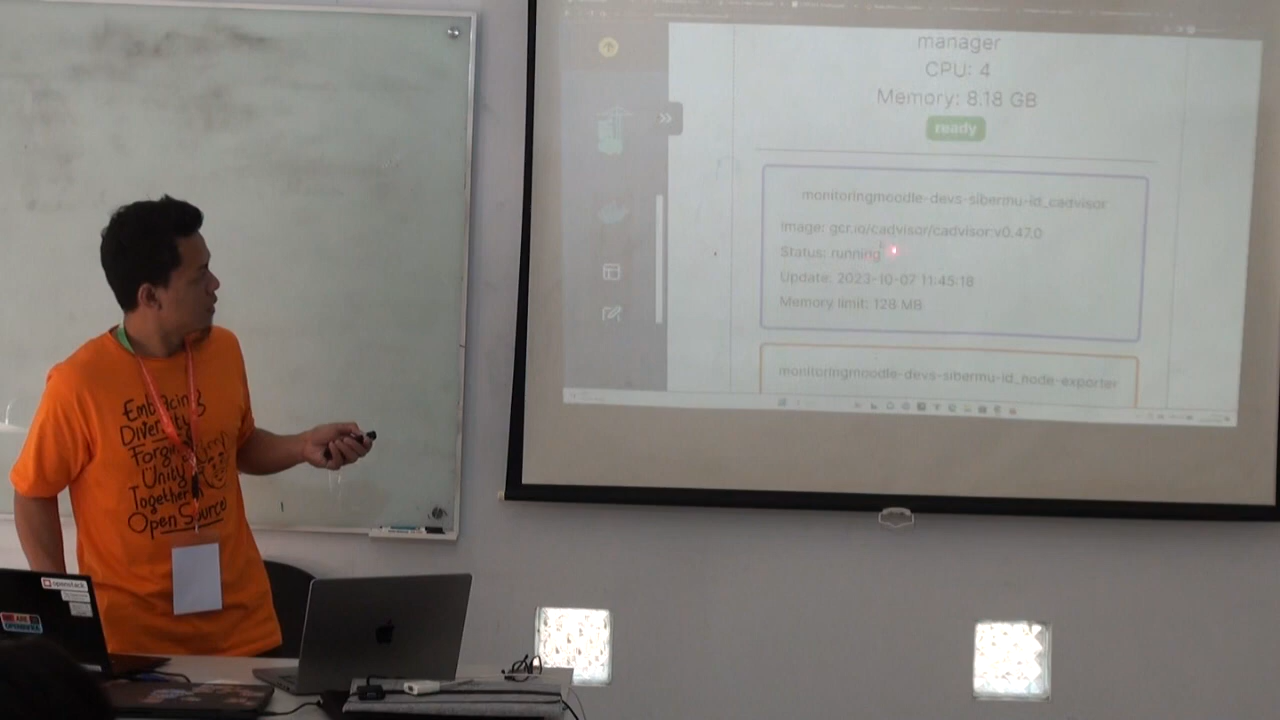 manager
CPU: 4
Memory: 8.18 GB
ready
monitoringmoodle-devs-sibermu-id_cadvisor
Image: gcr.io/cadvisor/cadvisor:v0.47.0
Status: running
Update: 2023-10-07 11:45:18
Memory limit: 128 MB
monitoringmoodle-devs-sibermu-id_node-exporter
Embracing
Diversity
Forging
Unity
Together in
Open Source
openstack